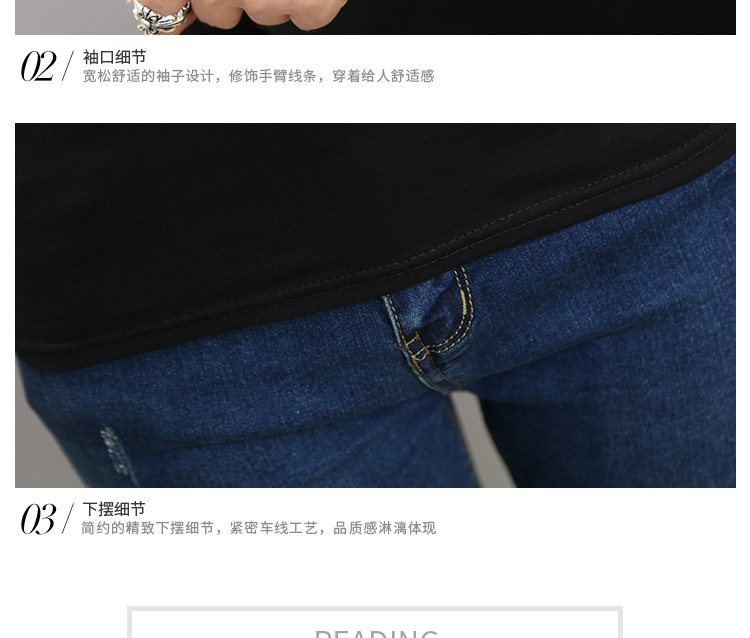 02/ 袖口细节
宽松舒适的袖子设计，修饰手臂线条，穿着给人舒适感
03/ 下摆细节
简约的精致下摆细节，紧密车线工艺，品质感淋漓体现
READING